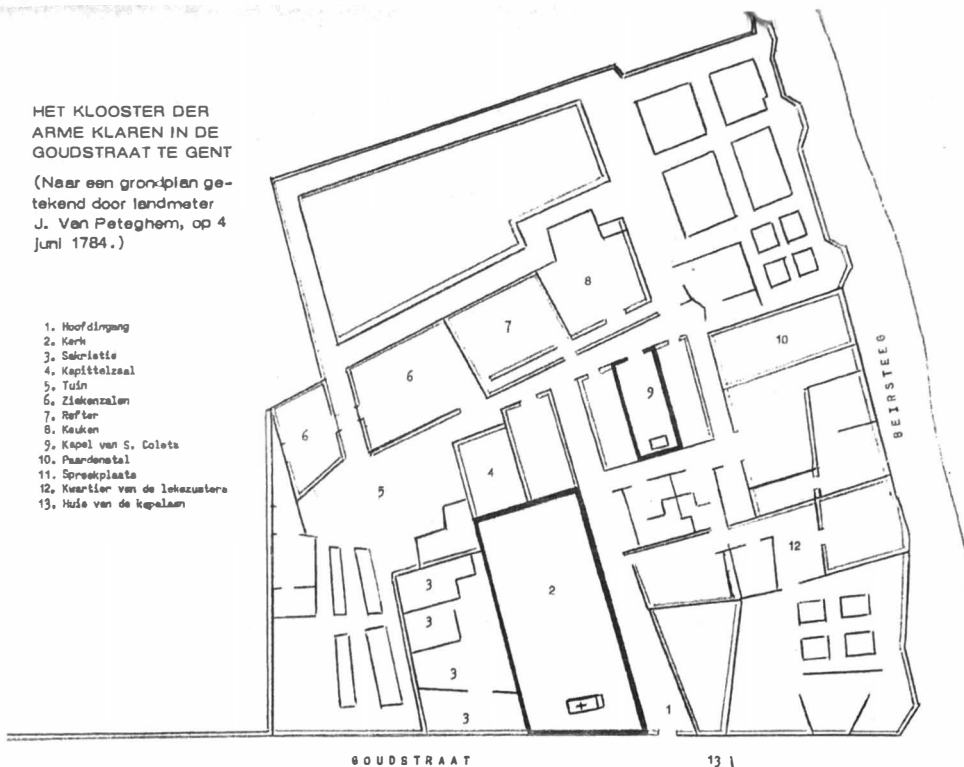 HET KLOOSTER DER
ARME KLAREN IN DE
GOUDSTRAAT TE GENT
(Naar een grondplan ge-
tekend door landmeter
J. Van Peteghem, op 4
juni 1784.)
1. Hoofdingang
2. Kerk
3. Sakristie
4. Kapittelzaal
5. Tuin
6. Ziekenzalen
7. Refter
8. Keuken
9. Kapel van S. Coleta
10. Paardenstal
11. Spreekplaats
12. Kwartier van de lekezusters
13. Huis van de kapelaan
8
7
10
6
9
6
4
5
12
3
2
3
3
3
1
BEIRSTEEG
GOUDSTRAAT
13